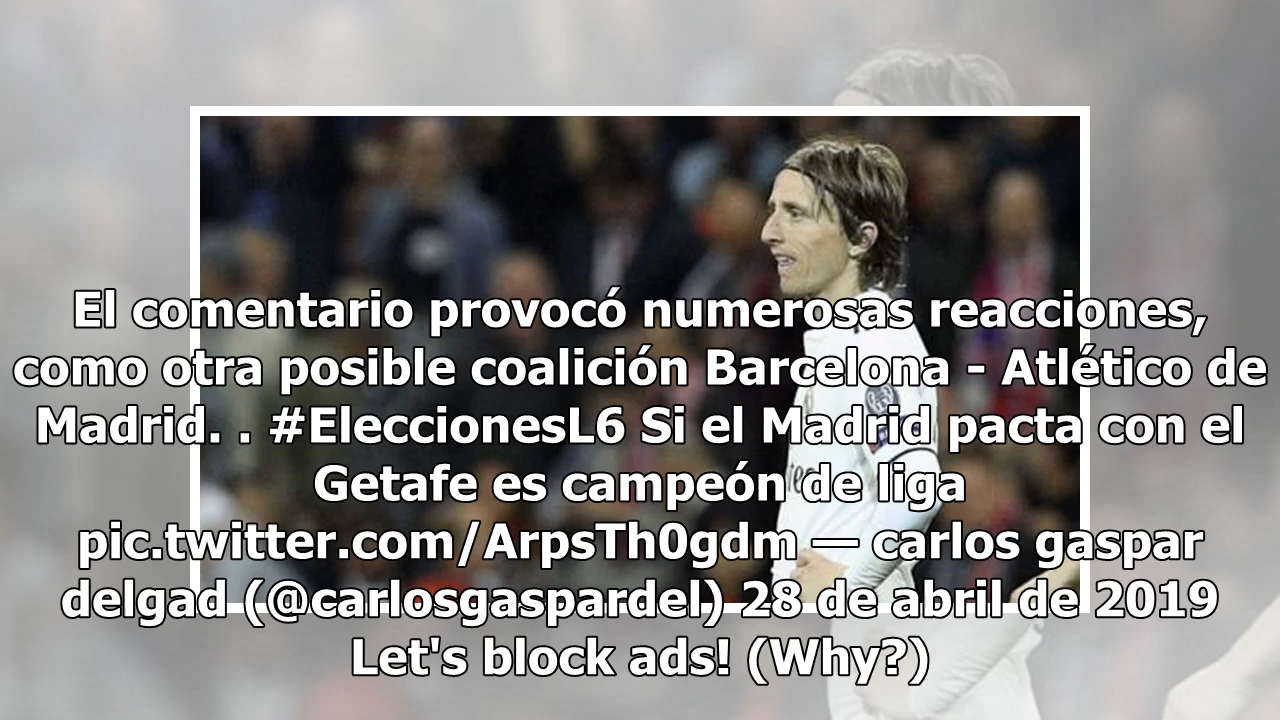 El comentario provocó numerosas reacciones,
como otra posible coalición Barcelona - Atlético de
Madrid. . #EleccionesL6 Si el Madrid pacta con el
Getafe es campeón de liga
pic.twitter.com/ArpsTh0gdm — carlos gaspar
delgad (@carlosgaspardel) 28 de abril de 2019
Let's block ads! (Why?)